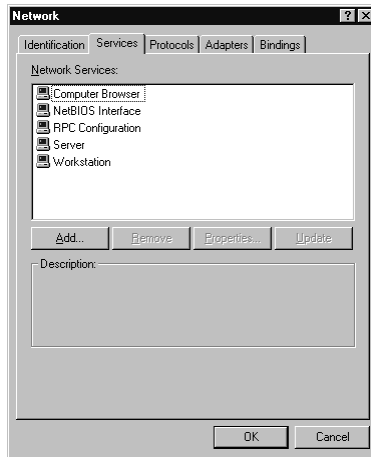 Network
Identification Services Protocols Adapters Bindings
Network Services:
Computer Browser
NetBIOS Interface
RPC Configuration
Server
Workstation
Add... Remove Properties... Update
Description:
OK Cancel